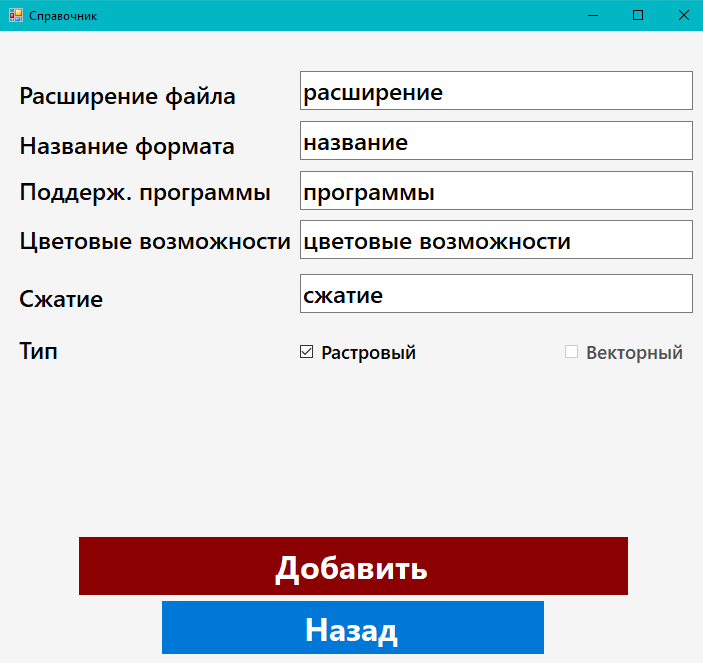 Справочник
Расширение файла расширение
Название формата название
Поддерж. программы программы
Цветовые возможности цветовые возможности
Сжатие сжатие
Тип Растровый Векторный
Добавить
Назад